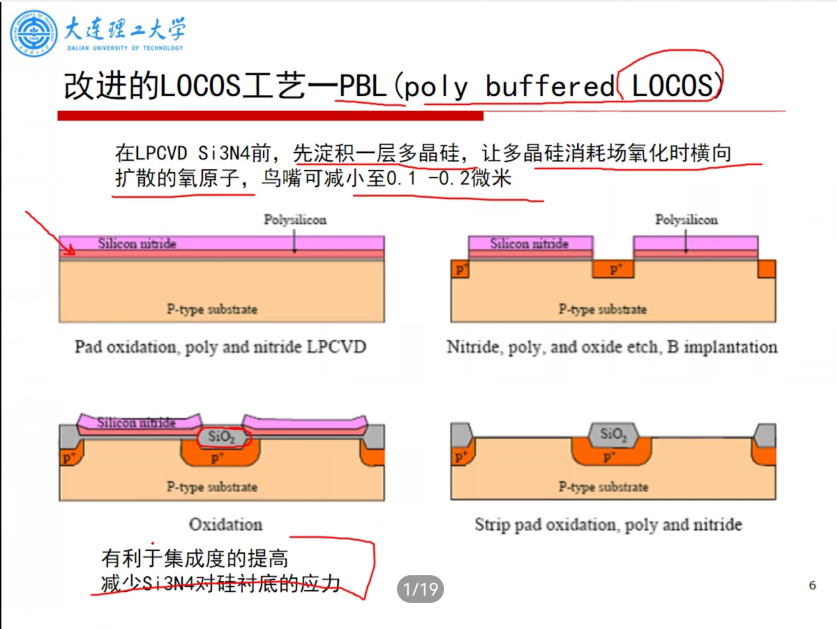 大连理工大学
DALIAN UNIVERSITY OF TECHNOLOGY
改进的LOCOS工艺—PBL(poly buffered LOCOS)
在LPCVD Si3N4前，先淀积一层多晶硅，让多晶硅消耗场氧化时横向
扩散的氧原子，鸟嘴可减小至0.1 -0.2微米
Polysilicon
Silicon nitride
P-type substrate
Pad oxidation, poly and nitride LPCVD
Polysilicon
Silicon nitride
p+
p+
P-type substrate
Nitride, poly, and oxide etch, B implantation
Silicon nitride
SiO2
p+
p+
P-type substrate
Oxidation
SiO2
p+
p+
P-type substrate
Strip pad oxidation, poly and nitride
有利于集成度的提高
减少Si3N4对硅衬底的应力
1/19
6